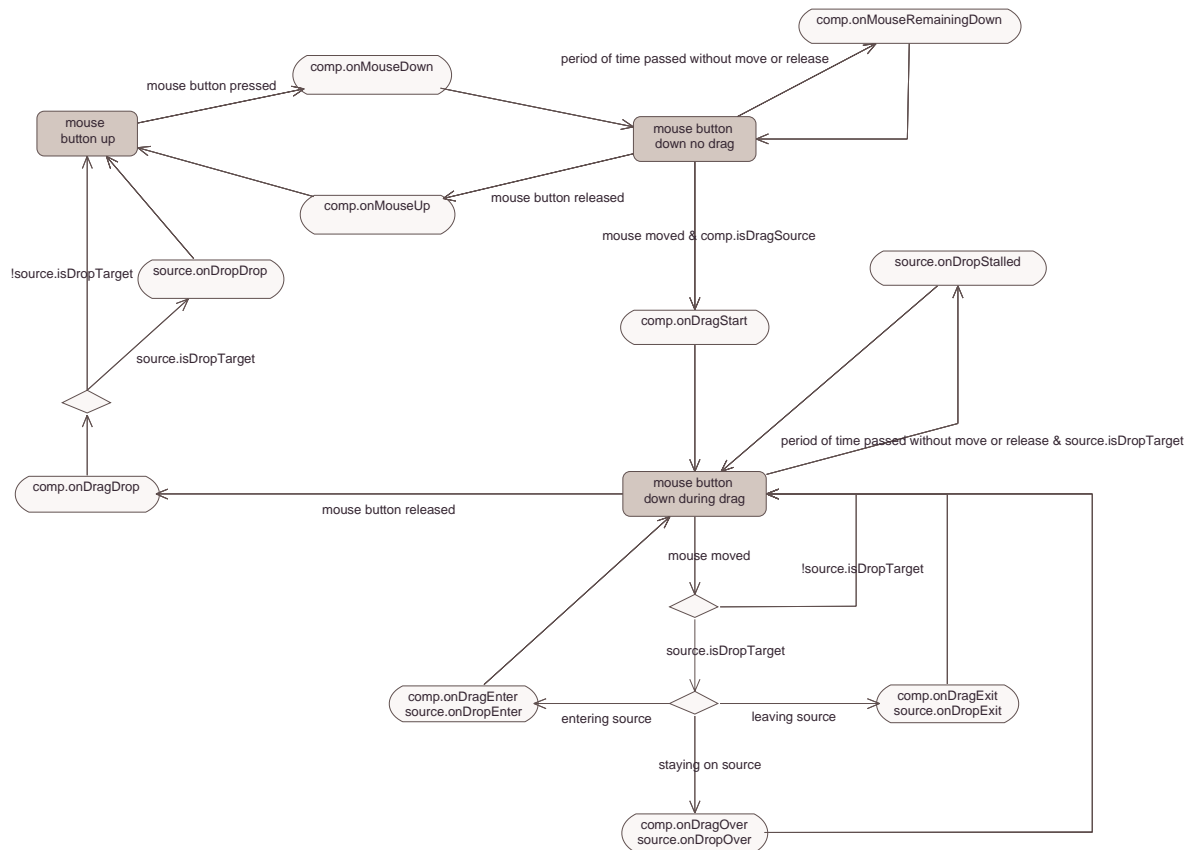 comp.onMouseRemainingDown
period of time passed without move or release
comp.onMouseDown
mouse button pressed
mouse
button up
mouse button
down no drag
mouse button released
comp.onMouseUp
mouse moved & comp.isDragSource
!source.isDropTarget
source.onDropDrop
source.onDropStalled
comp.onDragStart
source.isDropTarget
period of time passed without move or release & source.isDropTarget
comp.onDragDrop
mouse button
down during drag
mouse button released
mouse moved
!source.isDropTarget
source.isDropTarget
comp.onDragEnter
source.onDropEnter
entering source
leaving source
comp.onDragExit
source.onDropExit
staying on source
comp.onDragOver
source.onDropOver